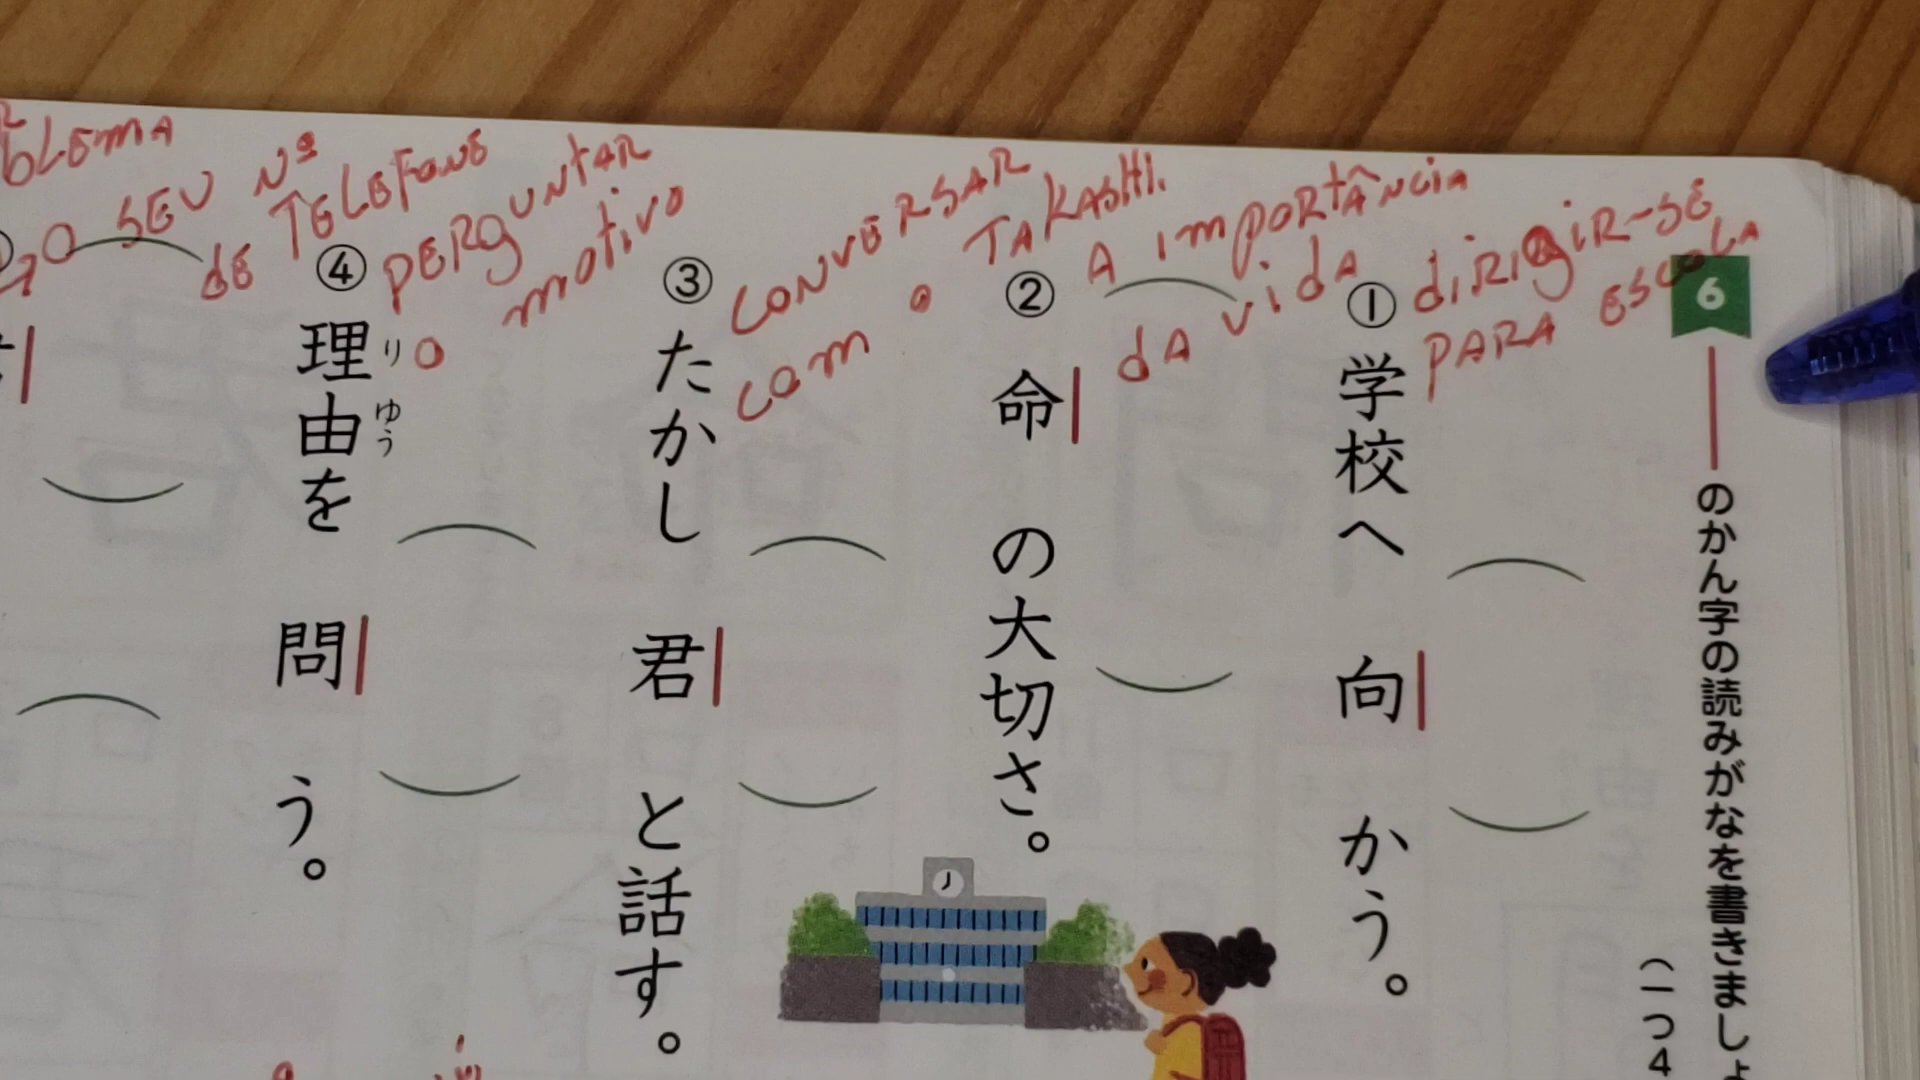 6
のかん字の読みがなを書きまし
(一つ4
① 学校へ向かう。
DIRIGIR-SE
PARA ESCOLA
② 命の大切さ。
A IMPORTÂNCIA
DA VIDA
③ たかし君と話す。
CONVERSAR
COM O TAKASHI.
④ 理由を問う。
りゆう
PERGUNTAR
O MOTIVO
SEU Nº
DE TELEFONE